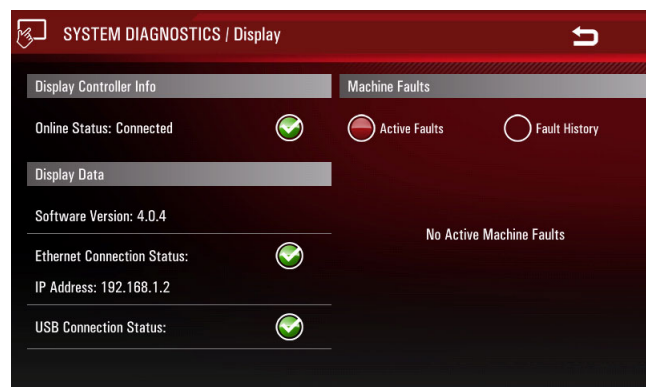 SYSTEM DIAGNOSTICS / Display
Display Controller Info
Online Status: Connected
Display Data
Software Version: 4.0.4
Ethernet Connection Status:
IP Address: 192.168.1.2
USB Connection Status:
Machine Faults
Active Faults
Fault History
No Active Machine Faults